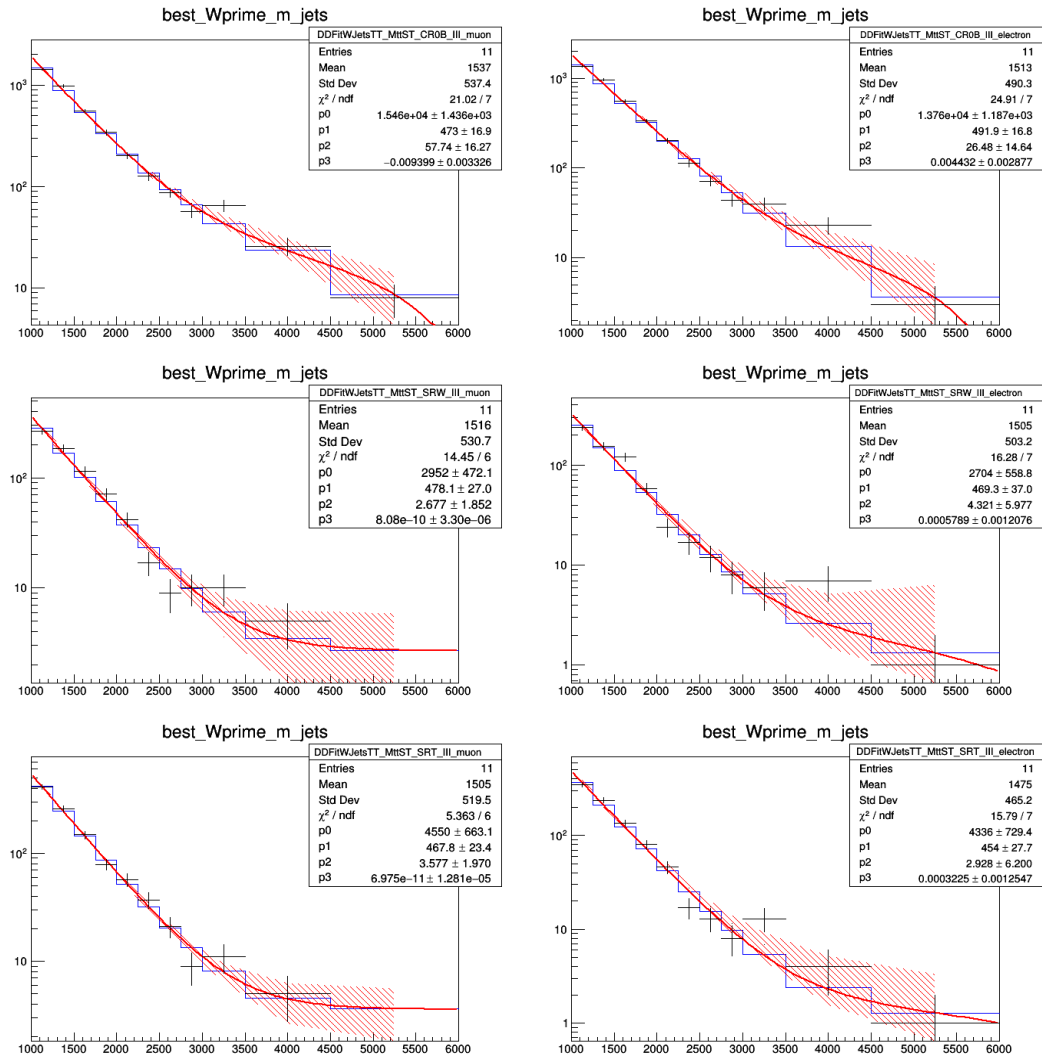 best_Wprime_m_jets
DDFitWJetsTT_MttST_CR0B_III_muon
Entries 11
Mean 1537
Std Dev 537.4
χ² / ndf 21.02 / 7
p0 1.546e+04 ± 1.436e+03
p1 473 ± 16.9
p2 57.74 ± 16.27
p3 −0.009399 ± 0.003326
10³
10²
10
1000 1500 2000 2500 3000 3500 4000 4500 5000 5500 6000
best_Wprime_m_jets
DDFitWJetsTT_MttST_CR0B_III_electron
Entries 11
Mean 1513
Std Dev 490.3
χ² / ndf 24.91 / 7
p0 1.376e+04 ± 1.187e+03
p1 491.9 ± 16.8
p2 26.48 ± 14.64
p3 0.004432 ± 0.002877
10³
10²
10
1000 1500 2000 2500 3000 3500 4000 4500 5000 5500 6000
best_Wprime_m_jets
DDFitWJetsTT_MttST_SRW_III_muon
Entries 11
Mean 1516
Std Dev 530.7
χ² / ndf 14.45 / 6
p0 2952 ± 472.1
p1 478.1 ± 27.0
p2 2.677 ± 1.852
p3 8.08e−10 ± 3.30e−06
10²
10
1000 1500 2000 2500 3000 3500 4000 4500 5000 5500 6000
best_Wprime_m_jets
DDFitWJetsTT_MttST_SRW_III_electron
Entries 11
Mean 1505
Std Dev 503.2
χ² / ndf 16.28 / 7
p0 2704 ± 558.8
p1 469.3 ± 37.0
p2 4.321 ± 5.977
p3 0.0005789 ± 0.0012076
10²
10
1
1000 1500 2000 2500 3000 3500 4000 4500 5000 5500 6000
best_Wprime_m_jets
DDFitWJetsTT_MttST_SRT_III_muon
Entries 11
Mean 1505
Std Dev 519.5
χ² / ndf 5.363 / 6
p0 4550 ± 663.1
p1 467.8 ± 23.4
p2 3.577 ± 1.970
p3 6.975e−11 ± 1.281e−05
10²
10
1000 1500 2000 2500 3000 3500 4000 4500 5000 5500 6000
best_Wprime_m_jets
DDFitWJetsTT_MttST_SRT_III_electron
Entries 11
Mean 1475
Std Dev 465.2
χ² / ndf 15.79 / 7
p0 4336 ± 729.4
p1 454 ± 27.7
p2 2.928 ± 6.200
p3 0.0003225 ± 0.0012547
10²
10
1
1000 1500 2000 2500 3000 3500 4000 4500 5000 5500 6000